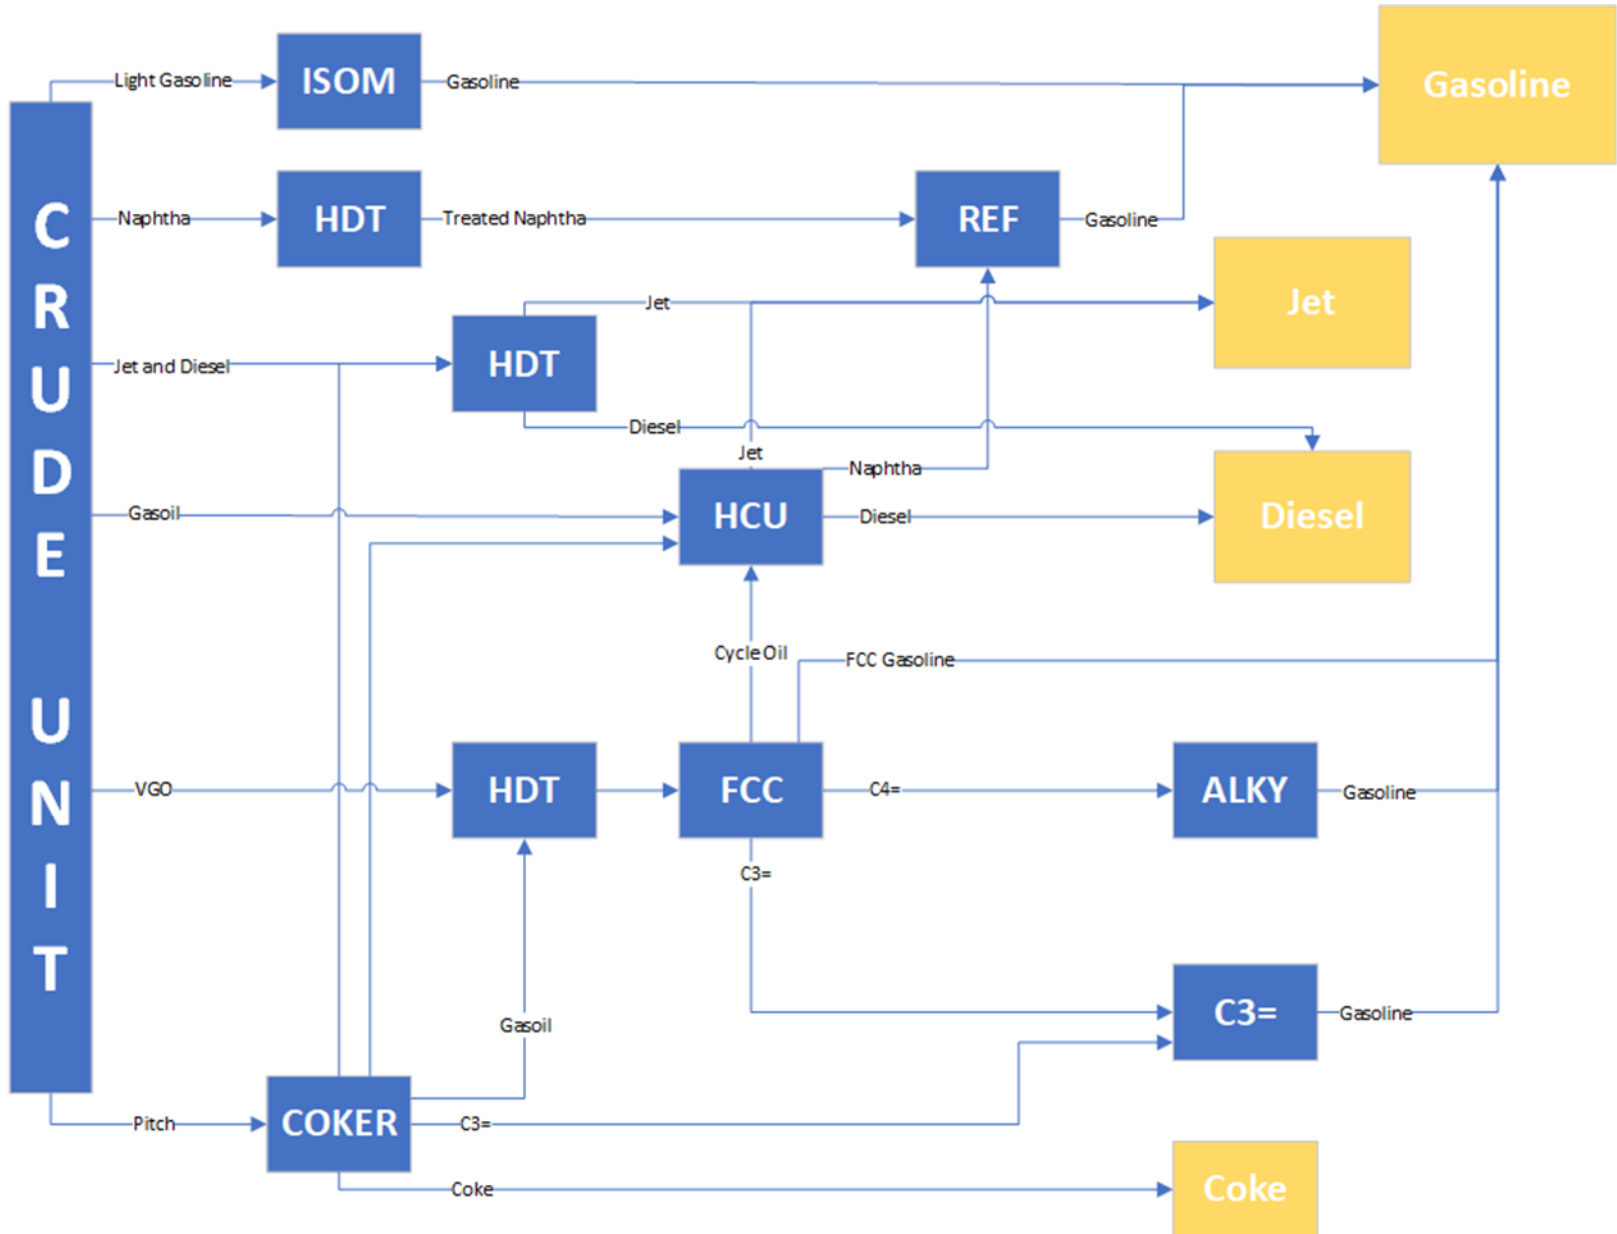 Light Gasoline
ISOM
Gasoline
Gasoline
CRUDE UNIT
Naphtha
HDT
Treated Naphtha
REF
Gasoline
Jet
Jet
HDT
Jet and Diesel
Diesel
Jet
Naphtha
Gasoil
HCU
Diesel
Diesel
Cycle Oil
FCC Gasoline
VGO
HDT
FCC
C4=
ALKY
Gasoline
C3=
Gasoil
C3=
Gasoline
Pitch
COKER
C3=
Coke
Coke